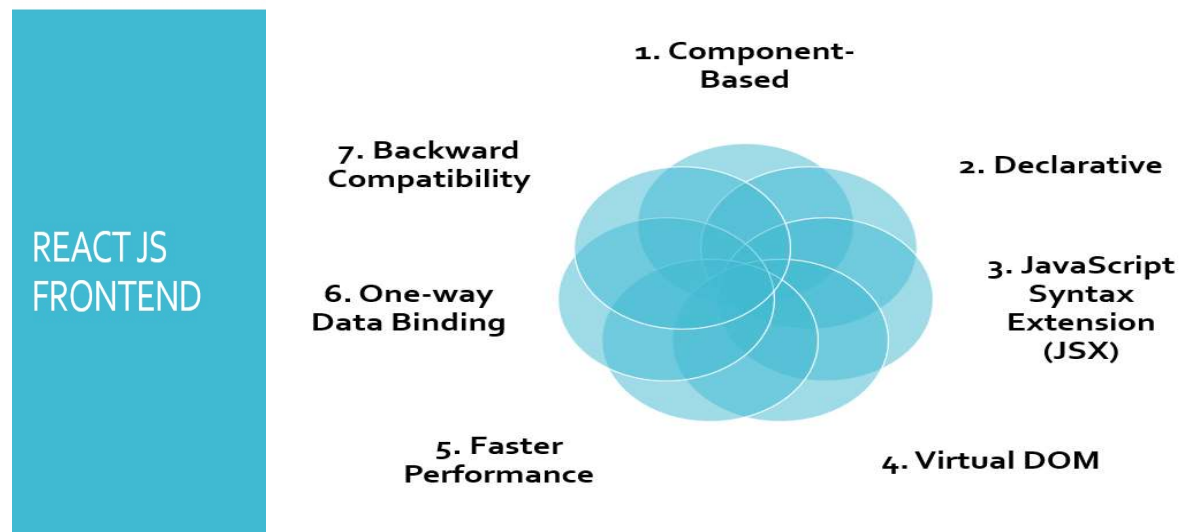 REACT JS
FRONTEND
1. Component-
Based
2. Declarative
3. JavaScript
Syntax
Extension
(JSX)
4. Virtual DOM
5. Faster
Performance
6. One-way
Data Binding
7. Backward
Compatibility